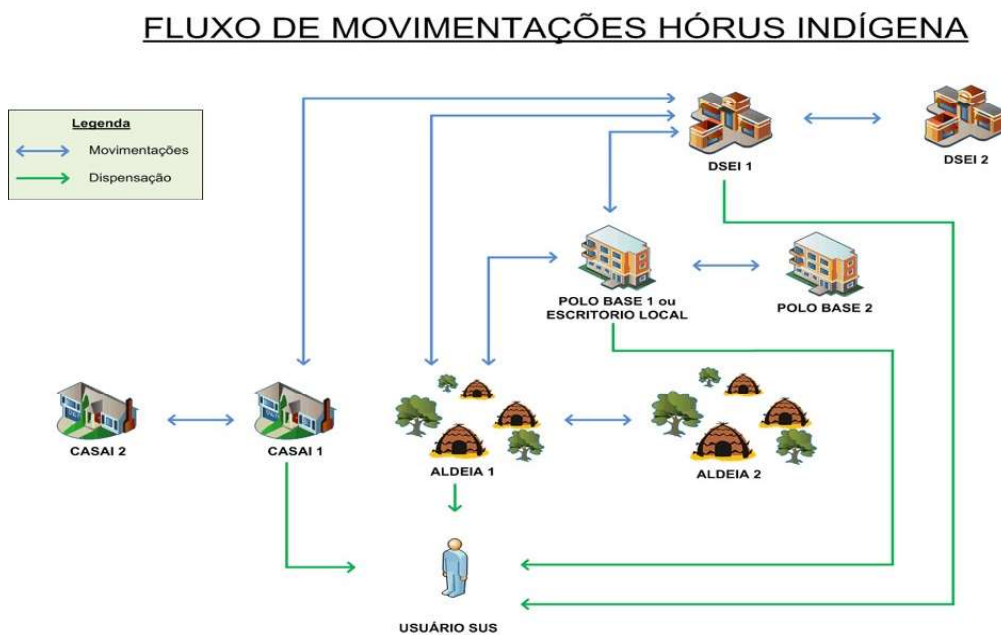 FLUXO DE MOVIMENTAÇÕES HÓRUS INDÍGENA
Legenda
Movimentações
Dispensação
DSEI 1
DSEI 2
POLO BASE 1 ou
ESCRITORIO LOCAL
POLO BASE 2
CASAI 2
CASAI 1
ALDEIA 1
ALDEIA 2
USUÁRIO SUS